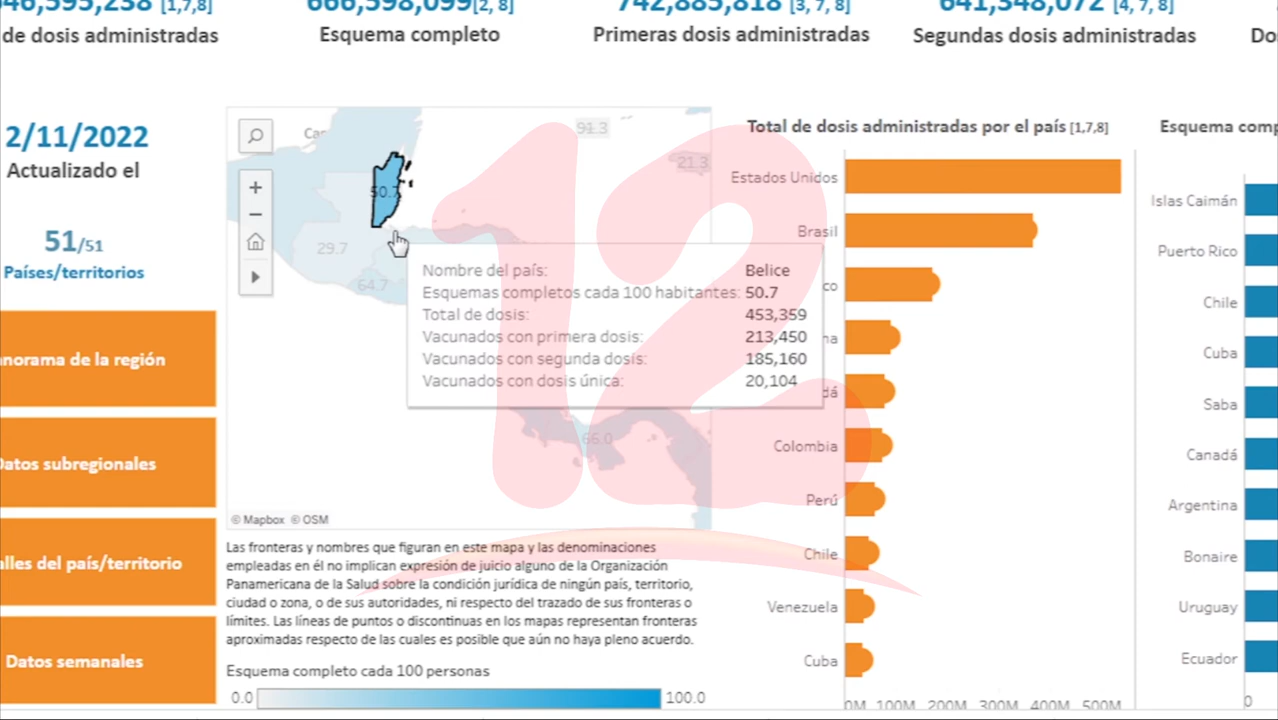 [1,7,8]
666,598,099[2, 8]
742,885,818 [3, 7, 8]
641,348,072 [4, 7, 8]
de dosis administradas
Esquema completo
Primeras dosis administradas
Segundas dosis administradas
2/11/2022
Actualizado el
51/51
Países/territorios
Datos subregionales
Datos semanales
91.3
21.3
50.7
29.7
64.7
66.0
Nombre del país: Belice
Esquemas completos cada 100 habitantes: 50.7
Total de dosis: 453,359
Vacunados con primera dosis: 213,450
Vacunados con segunda dosis: 185,160
Vacunados con dosis única: 20,104
12
© Mapbox © OSM
Las fronteras y nombres que figuran en este mapa y las denominaciones
empleadas en él no implican expresión de juicio alguno de la Organización
Panamericana de la Salud sobre la condición jurídica de ningún país, territorio,
ciudad o zona, o de sus autoridades, ni respecto del trazado de sus fronteras o
límites. Las líneas de puntos o discontinuas en los mapas representan fronteras
aproximadas respecto de las cuales es posible que aún no haya pleno acuerdo.
Esquema completo cada 100 personas
0.0 100.0
Total de dosis administradas por el país [1,7,8]
Estados Unidos
Brasil
Colombia
Perú
Chile
Venezuela
Cuba
0M 100M 200M 300M 400M 500M
Esquema comp
Islas Caimán
Puerto Rico
Chile
Cuba
Saba
Canadá
Argentina
Bonaire
Uruguay
Ecuador
0